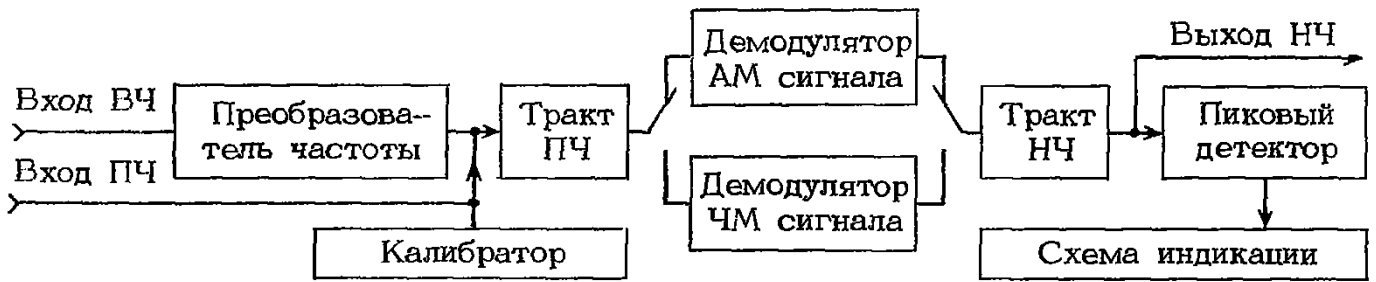 Вход ВЧ
Преобразова-
тель частоты
Вход ПЧ
Калибратор
Тракт
ПЧ
Демодулятор
АМ сигнала
Демодулятор
ЧМ сигнала
Тракт
НЧ
Выход НЧ
Пиковый
детектор
Схема индикации